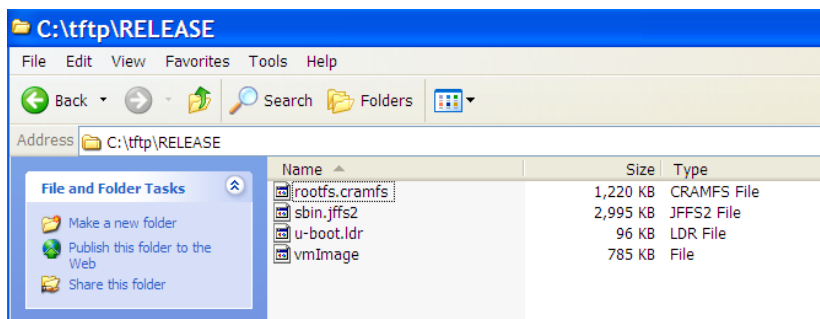 C:\tftp\RELEASE
File Edit View Favorites Tools Help
Back Search Folders
Address C:\tftp\RELEASE
Name Size Type
File and Folder Tasks
Make a new folder
Publish this folder to the
Web
Share this folder
rootfs.cramfs 1,220 KB CRAMFS File
sbin.jffs2 2,995 KB JFFS2 File
u-boot.ldr 96 KB LDR File
vmImage 785 KB File